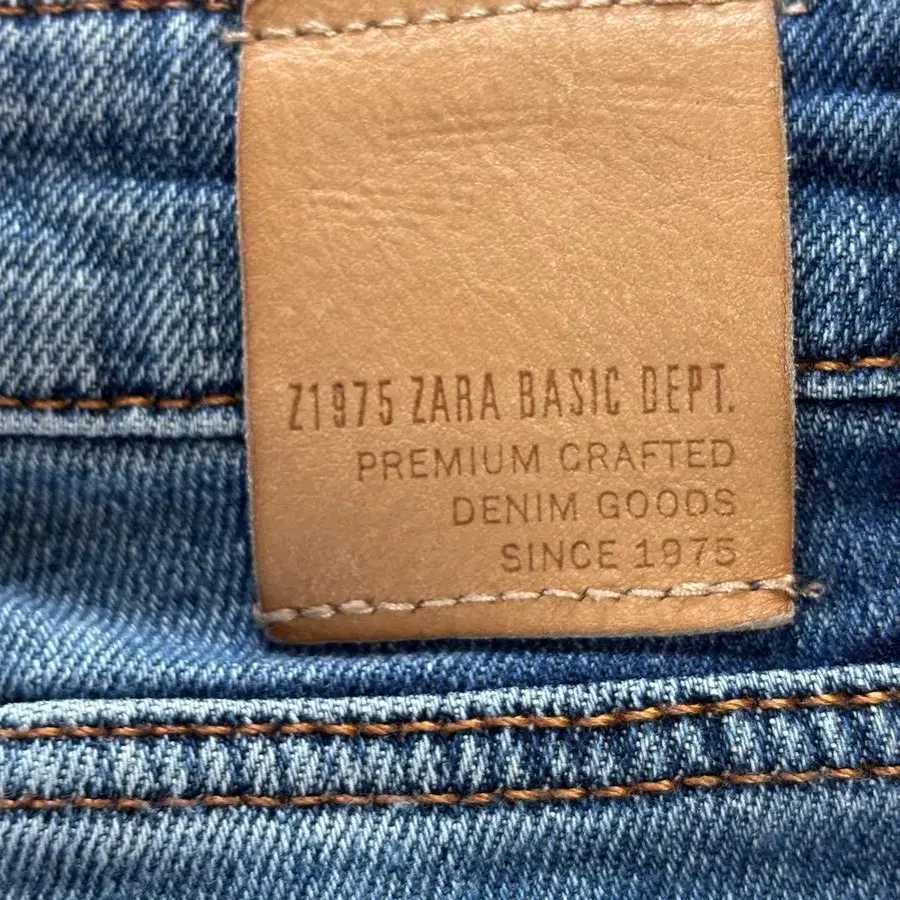 Z1975 ZARA BASIC DEPT.
PREMIUM CRAFTED
DENIM GOODS
SINCE 1975